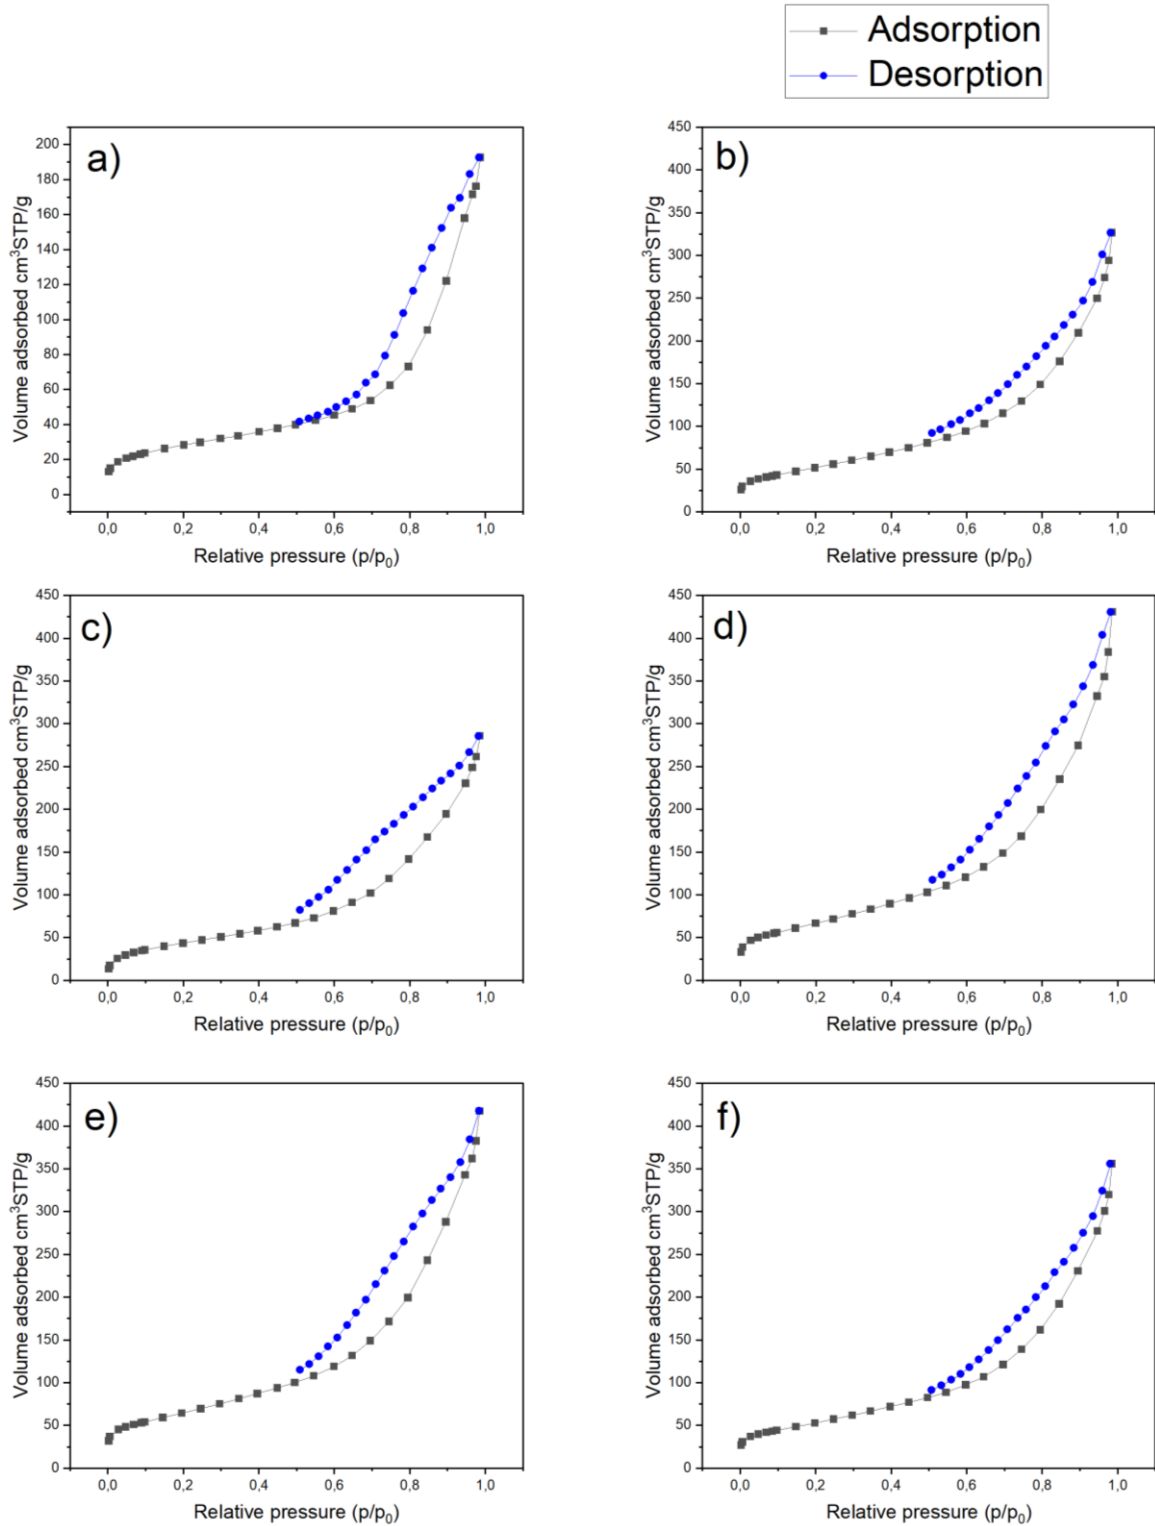 Adsorption
Desorption
a)
200
180
160
140
120
100
80
60
40
20
0
Volume adsorbed cm³STP/g
0,0 0,2 0,4 0,6 0,8 1,0
Relative pressure (p/p₀)
b)
450
400
350
300
250
200
150
100
50
0
Volume adsorbed cm³STP/g
0,0 0,2 0,4 0,6 0,8 1,0
Relative pressure (p/p₀)
c)
450
400
350
300
250
200
150
100
50
0
Volume adsorbed cm³STP/g
0,0 0,2 0,4 0,6 0,8 1,0
Relative pressure (p/p₀)
d)
450
400
350
300
250
200
150
100
50
0
Volume adsorbed cm³STP/g
0,0 0,2 0,4 0,6 0,8 1,0
Relative pressure (p/p₀)
e)
450
400
350
300
250
200
150
100
50
0
Volume adsorbed cm³STP/g
0,0 0,2 0,4 0,6 0,8 1,0
Relative pressure (p/p₀)
f)
450
400
350
300
250
200
150
100
50
0
Volume adsorbed cm³STP/g
0,0 0,2 0,4 0,6 0,8 1,0
Relative pressure (p/p₀)